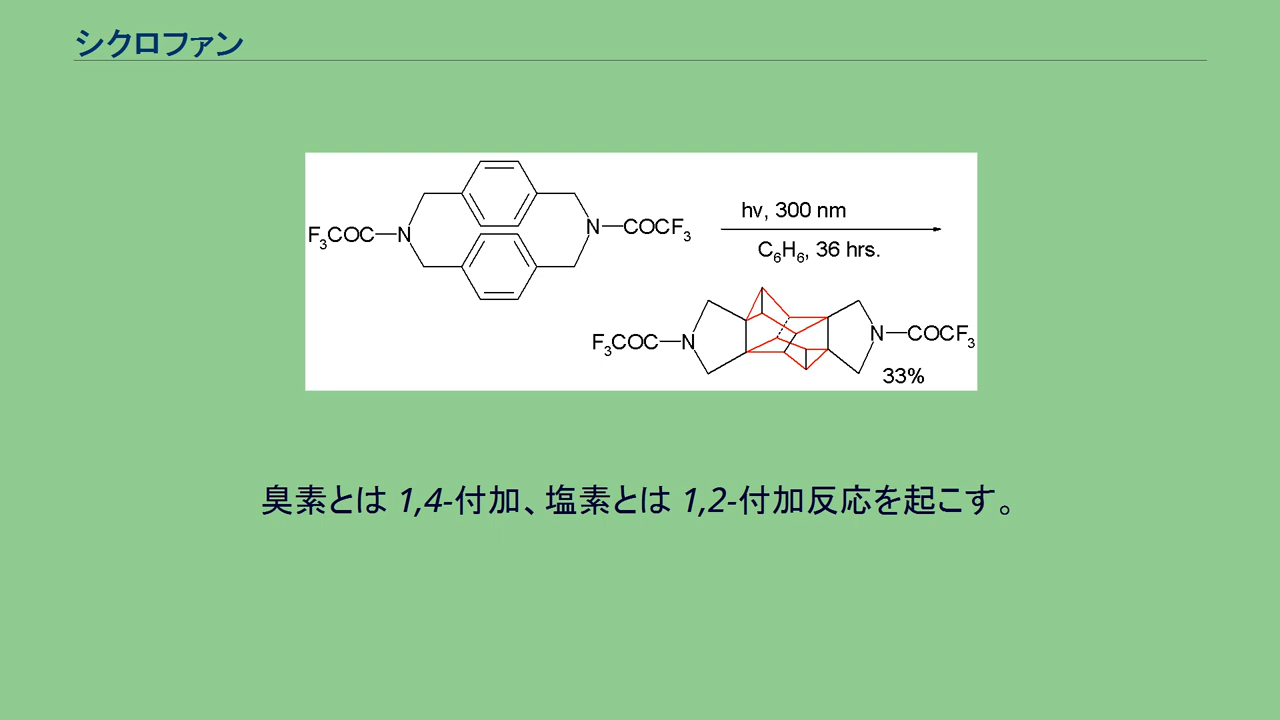 シクロファン
F3COC—N
N—COCF3
hν, 300 nm
C6H6, 36 hrs.
F3COC—N
N—COCF3
33%
臭素とは 1,4-付加、塩素とは 1,2-付加反応を起こす。